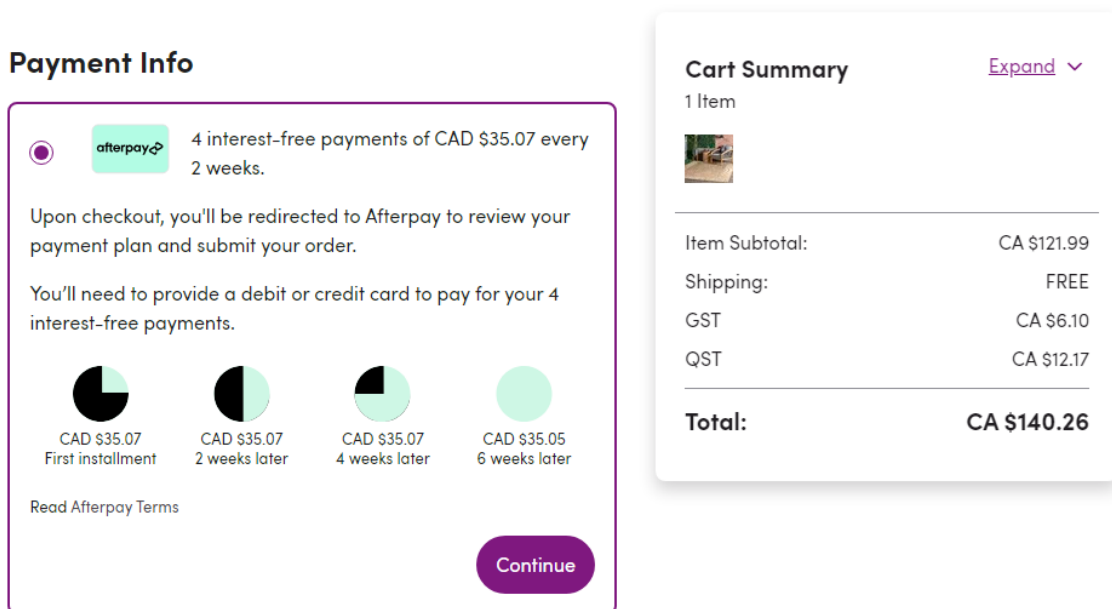 Payment Info
afterpay
4 interest-free payments of CAD $35.07 every
2 weeks.
Upon checkout, you'll be redirected to Afterpay to review your
payment plan and submit your order.
You’ll need to provide a debit or credit card to pay for your 4
interest-free payments.
CAD $35.07
First installment
CAD $35.07
2 weeks later
CAD $35.07
4 weeks later
CAD $35.05
6 weeks later
Read Afterpay Terms
Continue
Cart Summary
Expand
1 Item
Item Subtotal: CA $121.99
Shipping: FREE
GST CA $6.10
QST CA $12.17
Total: CA $140.26